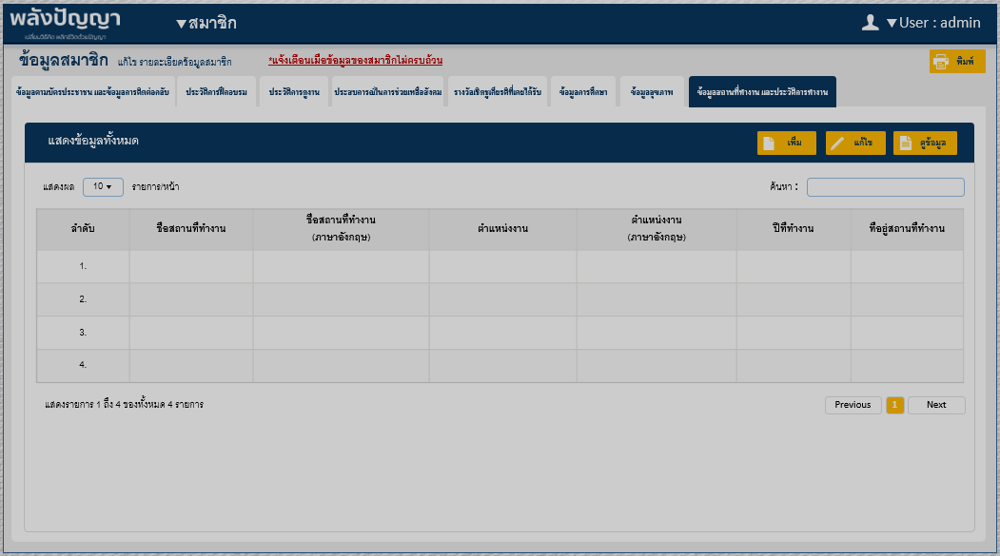 พลังปัญญา
▼สมาชิก
▼User : admin
ข้อมูลสมาชิก แก้ไข รายละเอียดข้อมูลสมาชิก *แจ้งเตือนเมื่อข้อมูลของสมาชิกไม่ครบถ้วน
พิมพ์
ข้อมูลตามบัตรประชาชน และข้อมูลการติดต่อกลับ
ประวัติการฝึกอบรม
ประวัติการดูงาน
ประสบการณ์ในการช่วยเหลือสังคม
รางวัลเชิดชูเกียรติที่เคยได้รับ
ข้อมูลการศึกษา
ข้อมูลสุขภาพ
ข้อมูลสถานที่ทำงาน และประวัติการทำงาน
แสดงข้อมูลทั้งหมด
เพิ่ม
แก้ไข
ดูข้อมูล
แสดงผล 10 ▾ รายการ/หน้า
ค้นหา :
ลำดับ
ชื่อสถานที่ทำงาน
ชื่อสถานที่ทำงาน
(ภาษาอังกฤษ)
ตำแหน่งงาน
ตำแหน่งงาน
(ภาษาอังกฤษ)
ปีที่ทำงาน
ที่อยู่สถานที่ทำงาน
1.
2.
3.
4.
แสดงรายการ 1 ถึง 4 ของทั้งหมด 4 รายการ
Previous 1 Next